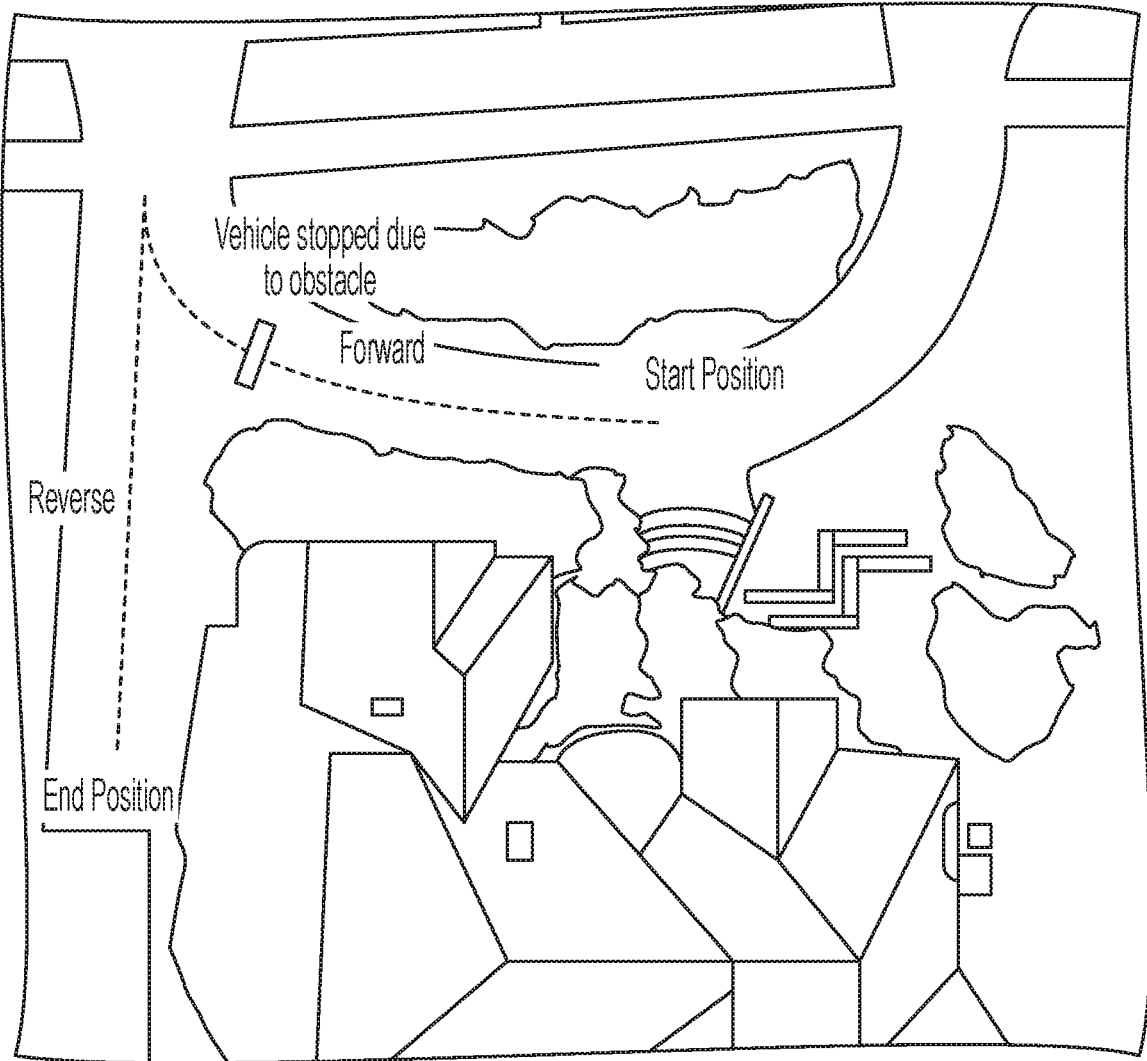 Vehicle stopped due
to obstacle
Forward
Start Position
Reverse
End Position